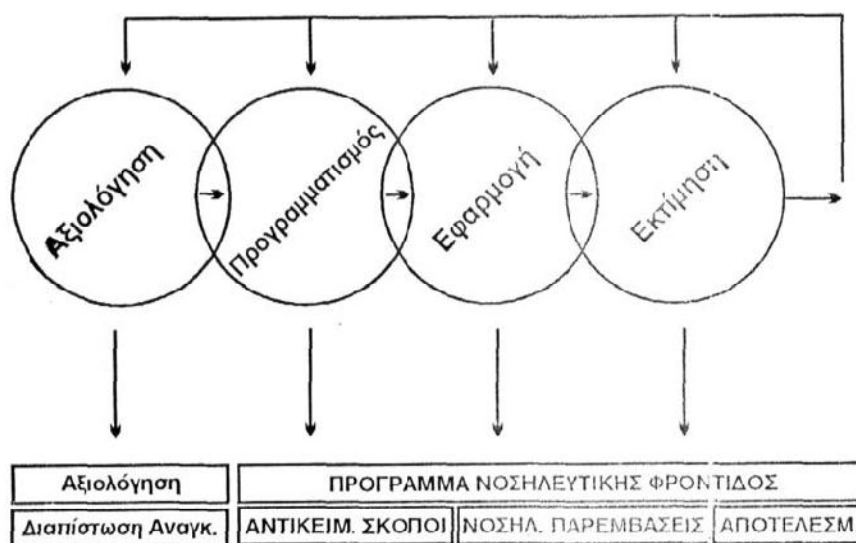 Αξιολόγηση
Προγραμματισμός
Εφαρμογή
Εκτίμηση
Αξιολόγηση
ΠΡΟΓΡΑΜΜΑ ΝΟΣΗΛΕΥΤΙΚΗΣ ΦΡΟΝΤΙΔΟΣ
Διαπίστωση Αναγκ.
ΑΝΤΙΚΕΙΜ. ΣΚΟΠΟΙ
ΝΟΣΗΛ. ΠΑΡΕΜΒΑΣΕΙΣ
ΑΠΟΤΕΛΕΣΜ